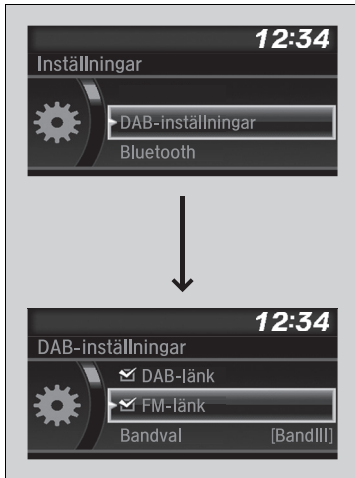 12:34
Inställningar
DAB-inställningar
Bluetooth
12:34
DAB-inställningar
DAB-länk
FM-länk
Bandval [BandIII]